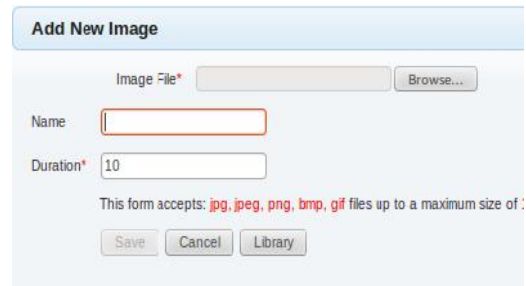 Add New Image
Image File* Browse...
Name
Duration* 10
This form accepts: jpg, jpeg, png, bmp, gif files up to a maximum size of
Save Cancel Library